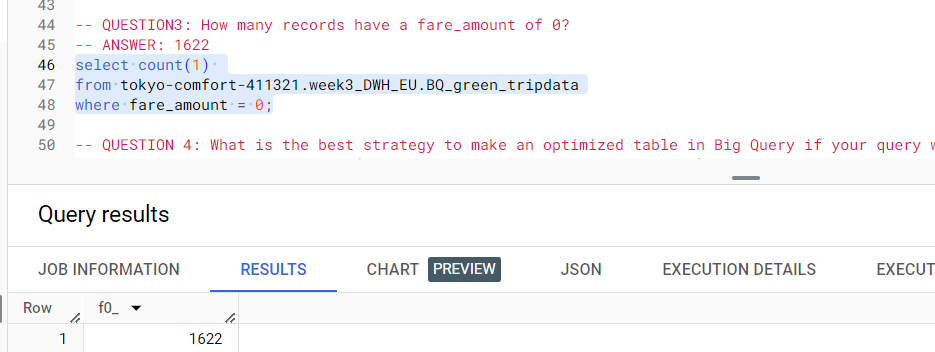 43
44 -- QUESTION3: How many records have a fare_amount of 0?
45 -- ANSWER: 1622
46 select count(1)
47 from tokyo-comfort-411321.week3_DWH_EU.BQ_green_tripdata
48 where fare_amount = 0;
49
50 -- QUESTION 4: What is the best strategy to make an optimized table in Big Query if your query w
Query results
JOB INFORMATION RESULTS CHART PREVIEW JSON EXECUTION DETAILS EXECUT
Row f0_
1 1622